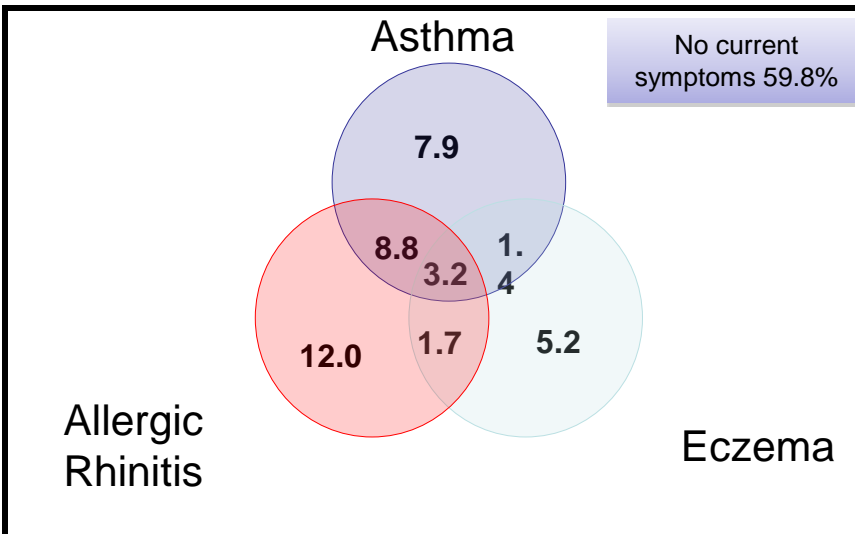 Asthma
No current
symptoms 59.8%
7.9
8.8
1.
4
3.2
12.0
1.7
5.2
Allergic
Rhinitis
Eczema